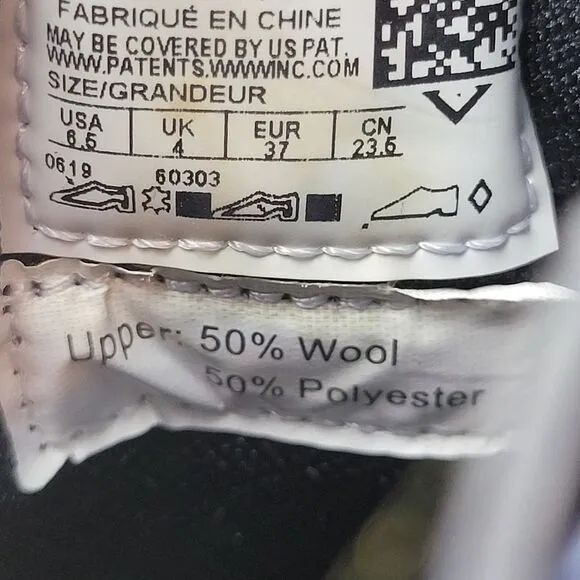 FABRIQUÉ EN CHINE
MAY BE COVERED BY US PAT.
WWW.PATENTS.WWWINC.COM
SIZE/GRANDEUR
USA UK EUR CN
6.5 4 37 23.5
0619 60303
Upper: 50% Wool
50% Polyester